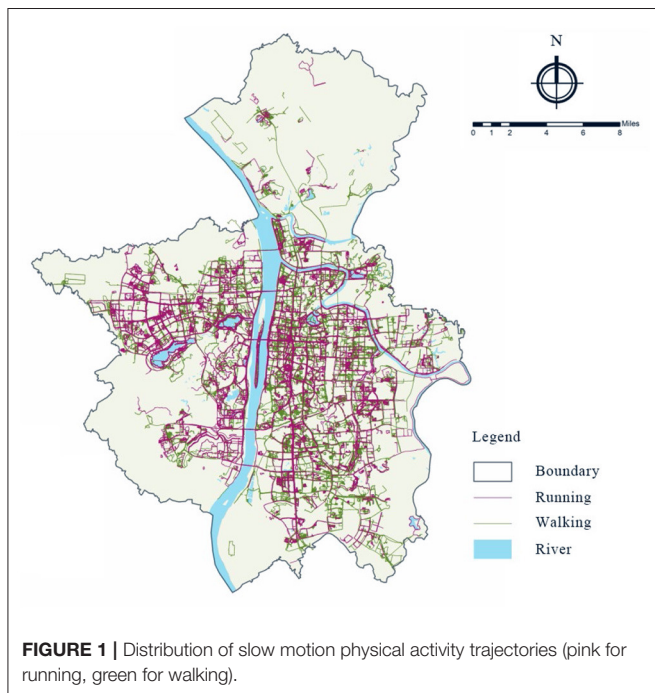 N
Miles
0 1 2 4 6 8
Legend
Boundary
Running
Walking
River
FIGURE 1 | Distribution of slow motion physical activity trajectories (pink for
running, green for walking).